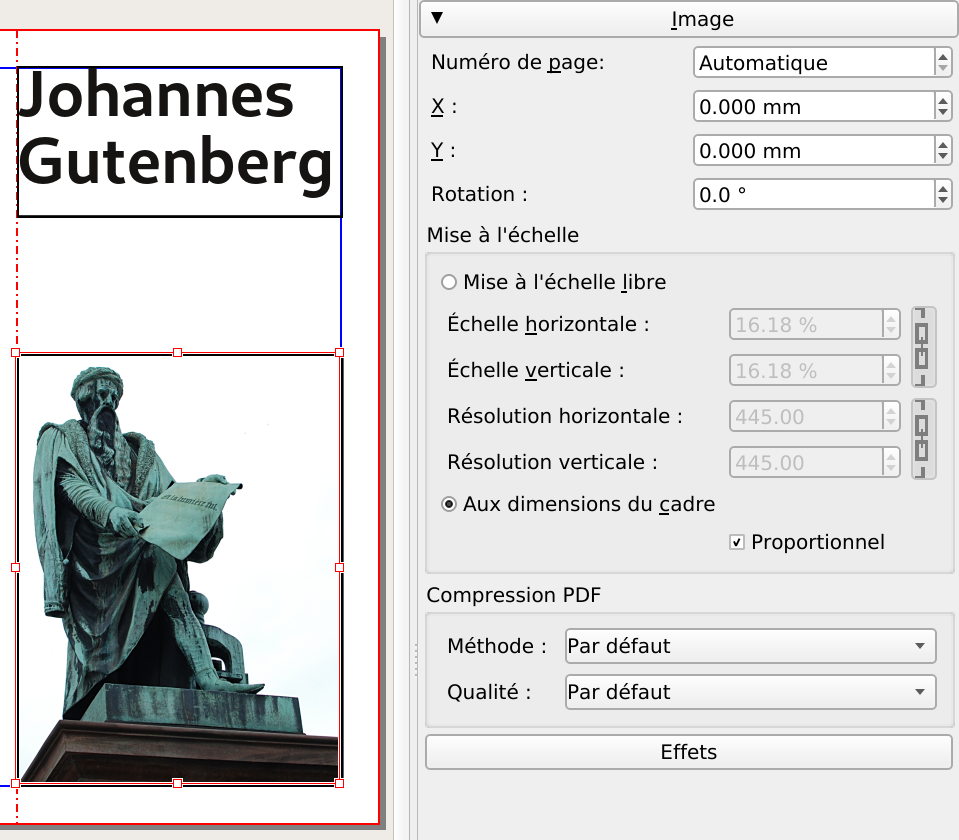 Johannes
Gutenberg
Image
Numéro de page: Automatique
X : 0.000 mm
Y : 0.000 mm
Rotation : 0.0 °
Mise à l'échelle
Mise à l'échelle libre
Échelle horizontale : 16.18 %
Échelle verticale : 16.18 %
Résolution horizontale : 445.00
Résolution verticale : 445.00
Aux dimensions du cadre
Proportionnel
Compression PDF
Méthode : Par défaut
Qualité : Par défaut
Effets